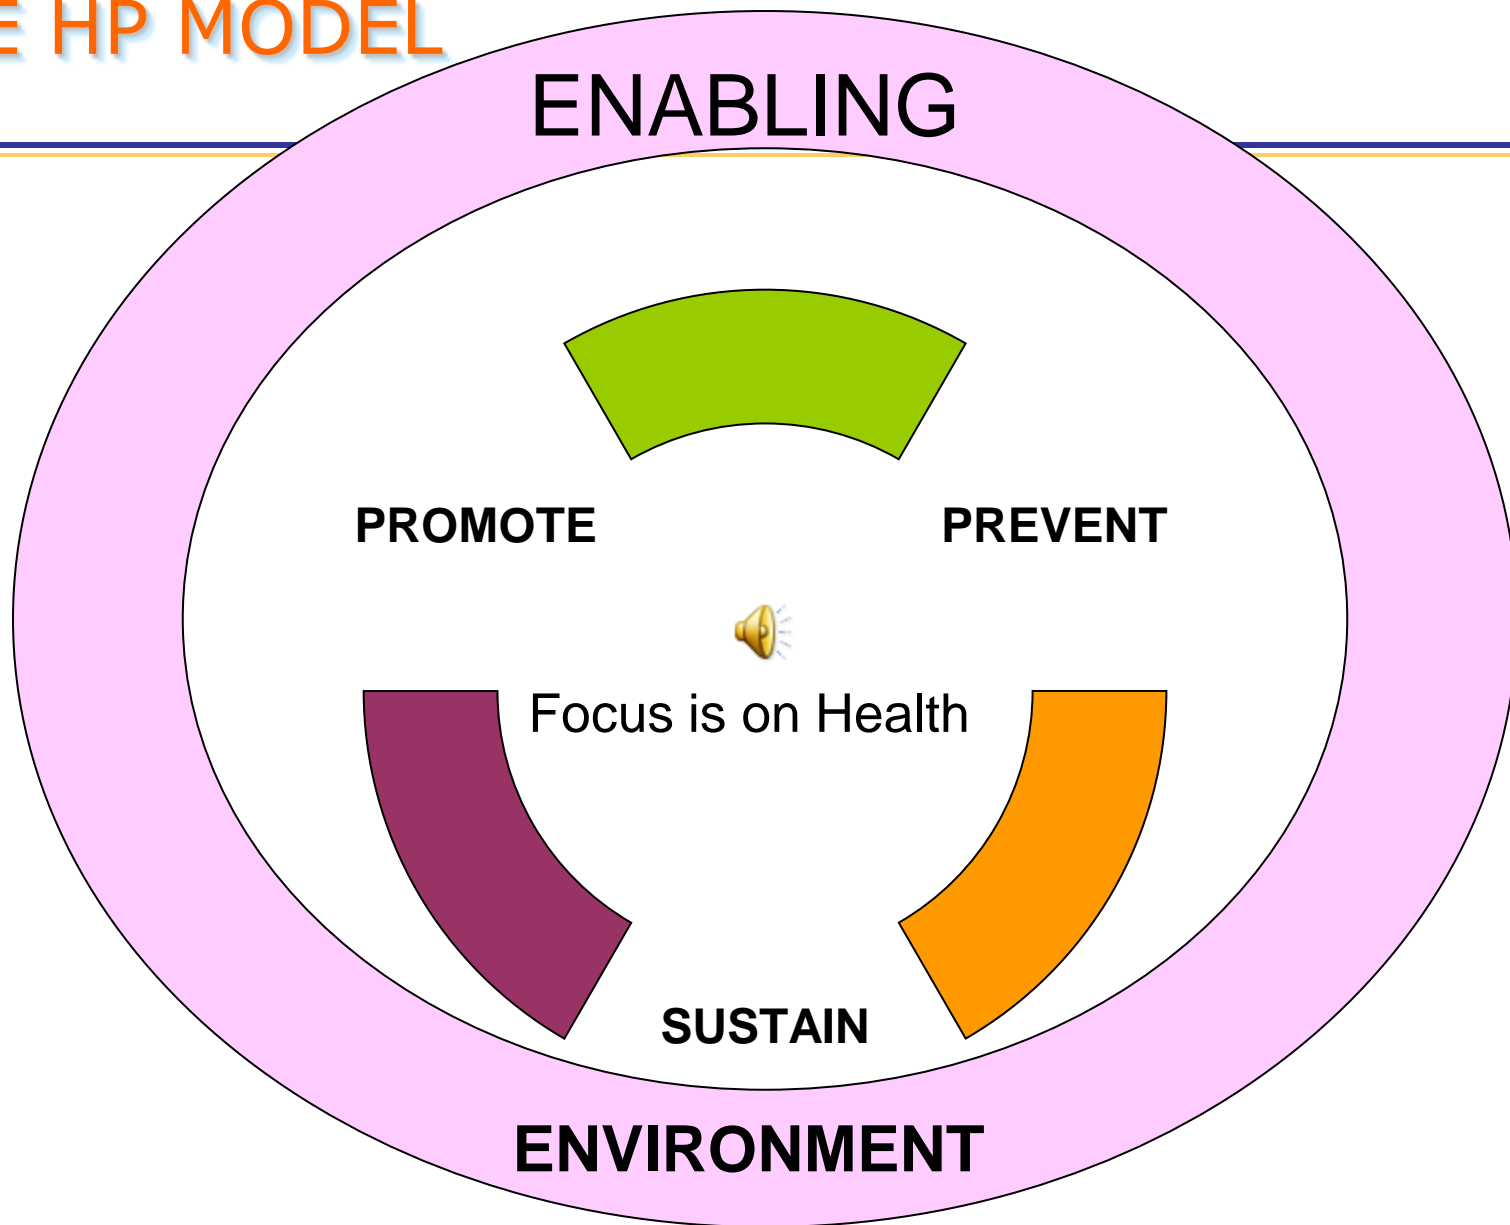 E HP MODEL
ENABLING
PROMOTE
PREVENT
Focus is on Health
SUSTAIN
ENVIRONMENT